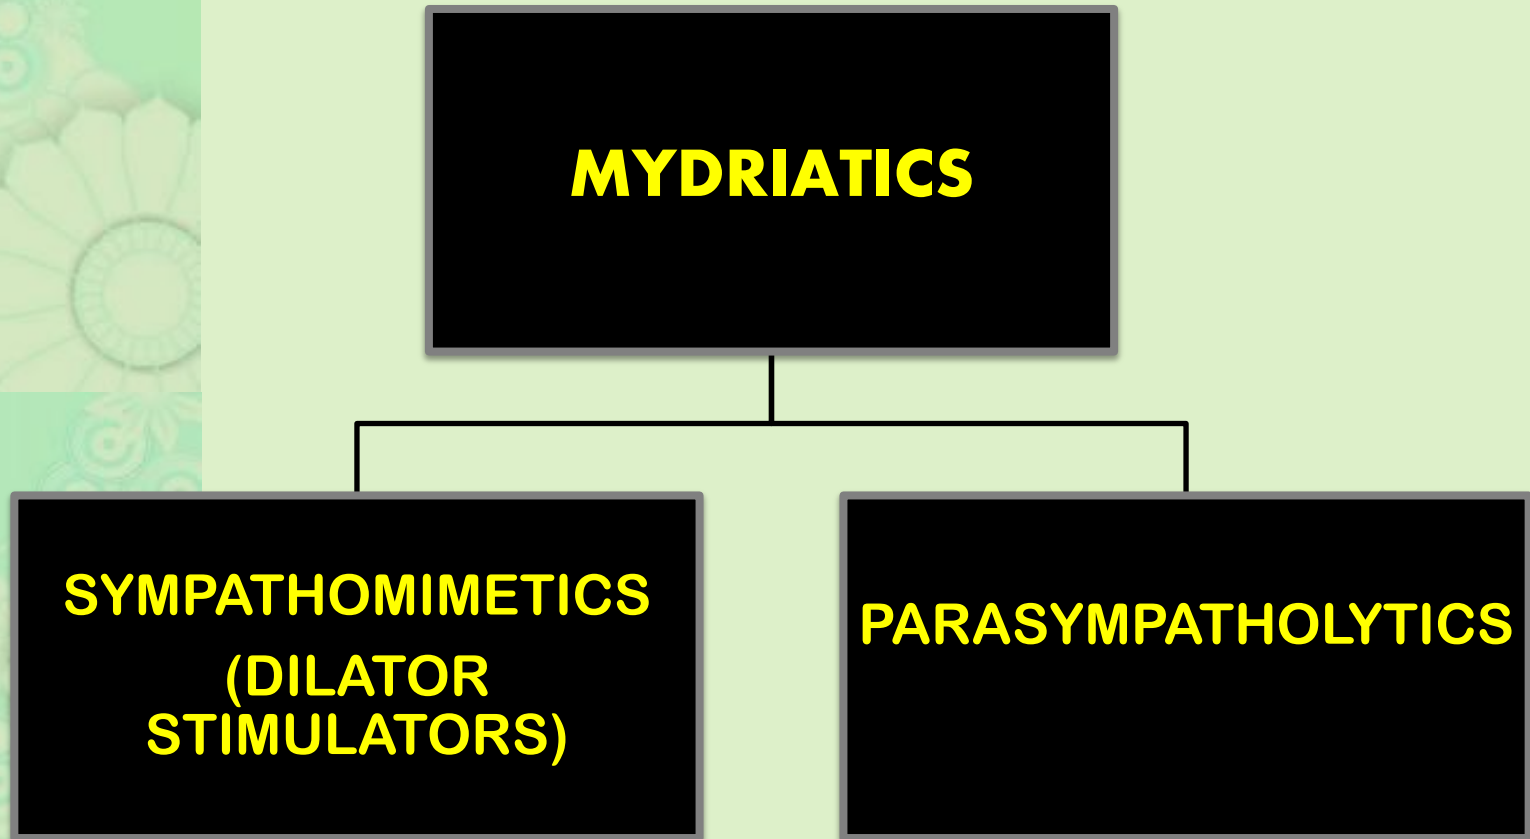 MYDRIATICS
SYMPATHOMIMETICS
(DILATOR
STIMULATORS)
PARASYMPATHOLYTICS